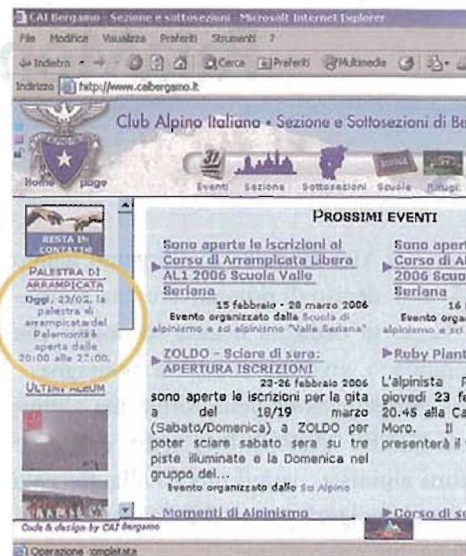 CAI Bergamo - Sezione e sottosezioni - Microsoft Internet Explorer
File Modifica Visualizza Preferiti Strumenti ?
Indietro Cerca Preferiti Multimedia
Indirizzo http://www.caibergamo.it
Club Alpino Italiano • Sezione e Sottosezioni di Be
31
SCUOLA
Home page
Eventi Sezione Sottosezioni Scuole Rifugi
RESTA IN
CONTATTO
PALESTRA DI
ARRAMPICATA
Oggi, 23/02, la
palestra di
arrampicata del
Palamonti è
aperta dalle
20:00 alle
ULTIMI ALBUM
PROSSIMI EVENTI
Sono aperte le iscrizioni al
Corso di Arrampicata Libera
AL1 2006 Scuola Valle
Seriana
15 febbraio - 28 marzo 2006
Evento organizzato dalla Scuola di
alpinismo e sci alpinismo "Valle Seriana"
ZOLDO - Sciare di sera:
APERTURA ISCRIZIONI
23-26 febbraio 2006
sono aperte le iscrizioni per la gita
a del 18/19 marzo
(Sabato/Domenica) a ZOLDO per
poter sciare sabato sera su tre
piste illuminate e la Domenica nel
gruppo del...
Evento organizzato dallo Sci Alpino
Momenti di Alpinismo
Sono apert
Corso di Al
2006 Scuo
Seriana
16
Evento orga
alpinismo e sci
Roby Piant
L'alpinista P
giovedì 23 fe
20.45 alla Ca
Moro. Il
presenterà il
Corso di sc
Code & design by CAI Bergamo
Operazione completata